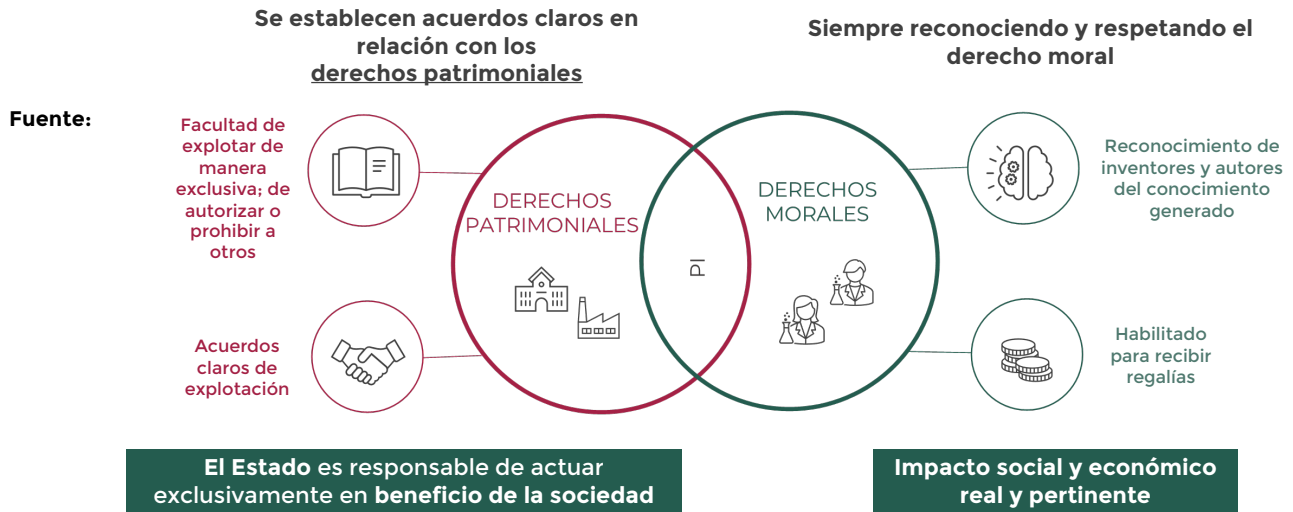 Se establecen acuerdos claros en
relación con los
derechos patrimoniales
Siempre reconociendo y respetando el
derecho moral
Fuente:
Facultad de
explotar de
manera
exclusiva; de
autorizar o
prohibir a
otros
Acuerdos
claros de
explotación
DERECHOS
PATRIMONIALES
PI
DERECHOS
MORALES
Reconocimiento de
inventores y autores
del conocimiento
generado
Habilitado
para recibir
regalías
El Estado es responsable de actuar
exclusivamente en beneficio de la sociedad
Impacto social y económico
real y pertinente